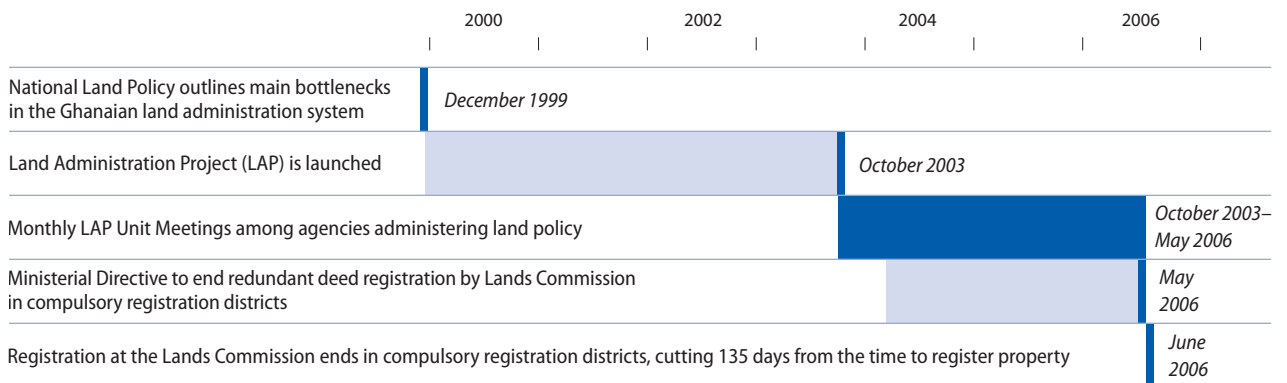 2000 2002 2004 2006
National Land Policy outlines main bottlenecks
in the Ghanaian land administration system
December 1999
Land Administration Project (LAP) is launched
October 2003
Monthly LAP Unit Meetings among agencies administering land policy
October 2003–
May 2006
Ministerial Directive to end redundant deed registration by Lands Commission
in compulsory registration districts
May
2006
Registration at the Lands Commission ends in compulsory registration districts, cutting 135 days from the time to register property
June
2006